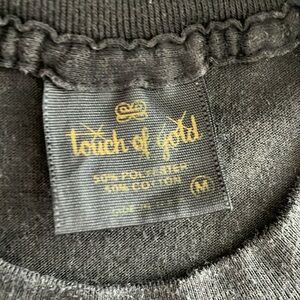 touch of gold
50% POLYESTER
50% COTTON
M